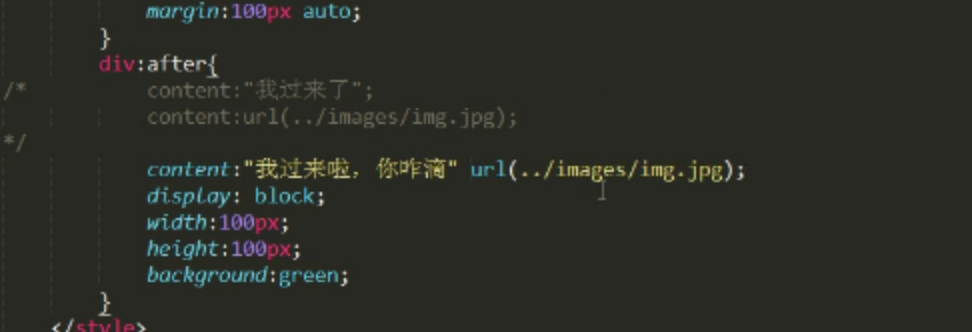 margin:100px auto;
}
div:after{
/* content:"我过来了";
content:url(../images/img.jpg);
*/
content:"我过来啦，你咋滴" url(../images/img.jpg);
display: block;
width:100px;
height:100px;
background:green;
}
</style>